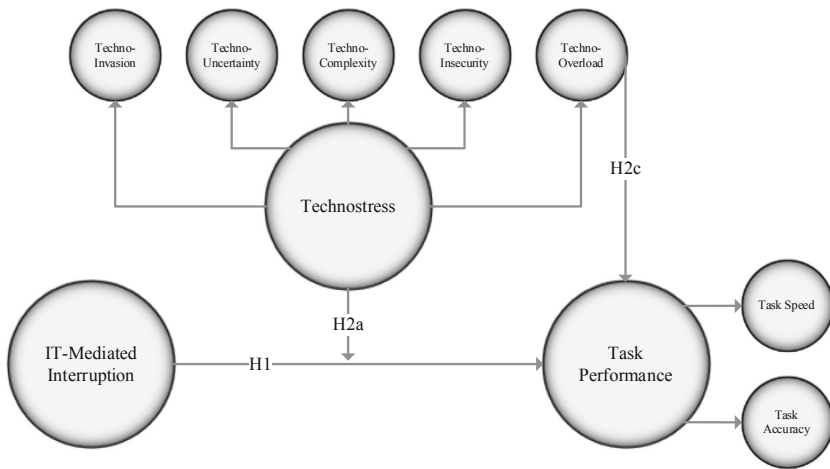 Techno-
Invasion
Techno-
Uncertainty
Techno-
Complexity
Techno-
Insecurity
Techno-
Overload
H2c
Technostress
Task Speed
H2a
IT-Mediated
Interruption
H1
Task
Performance
Task
Accuracy